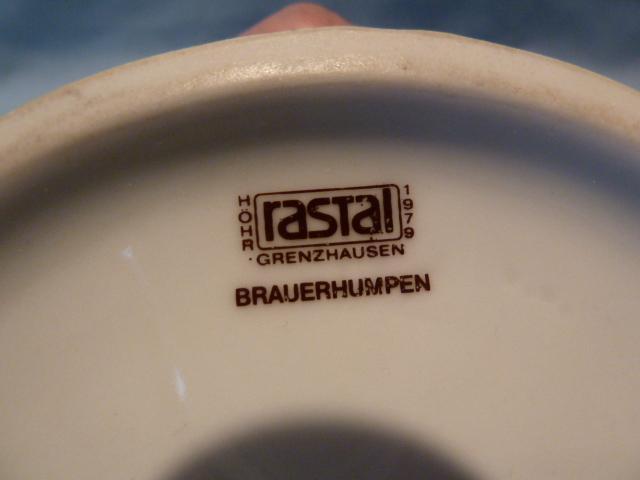 HÖHR
rastal
1979
GRENZHAUSEN
BRAUERHUMPEN